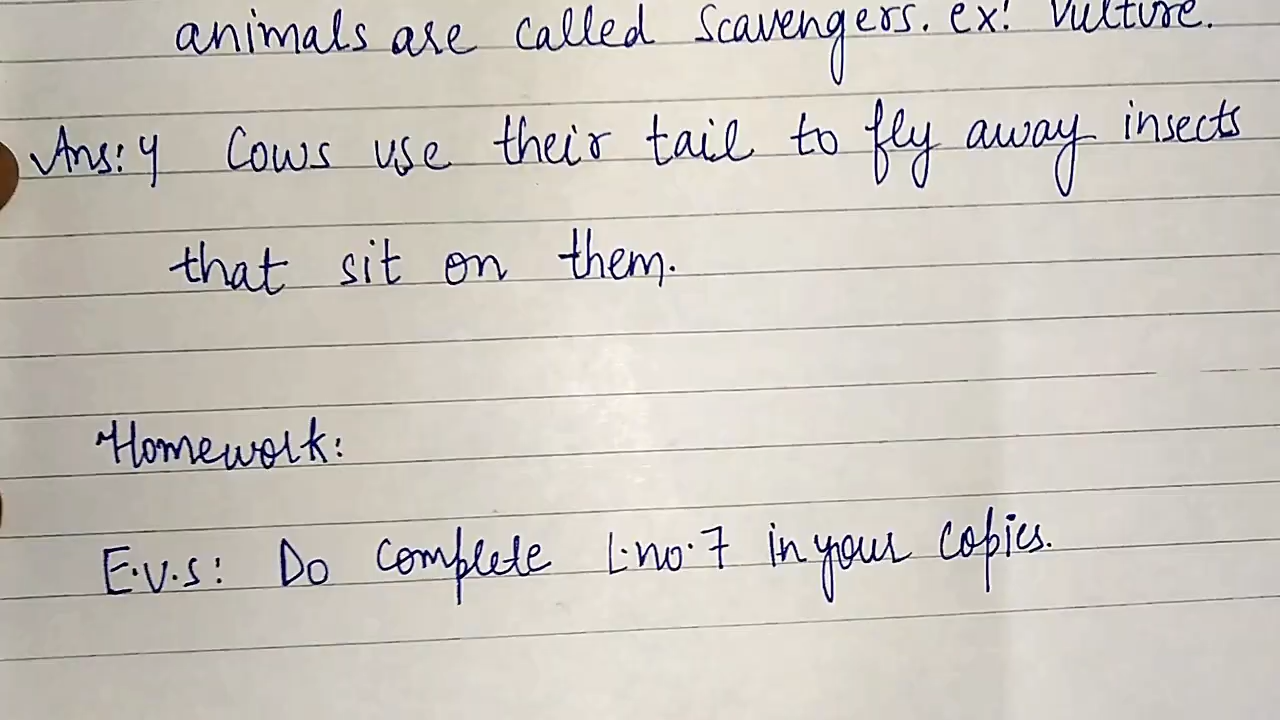 animals are called Scavengers. ex: Vulture.
Ans: 4 Cows use their tail to fly away insects
that sit on them.
Homework:
E.V.S: Do complete L.no.7 in your copies.